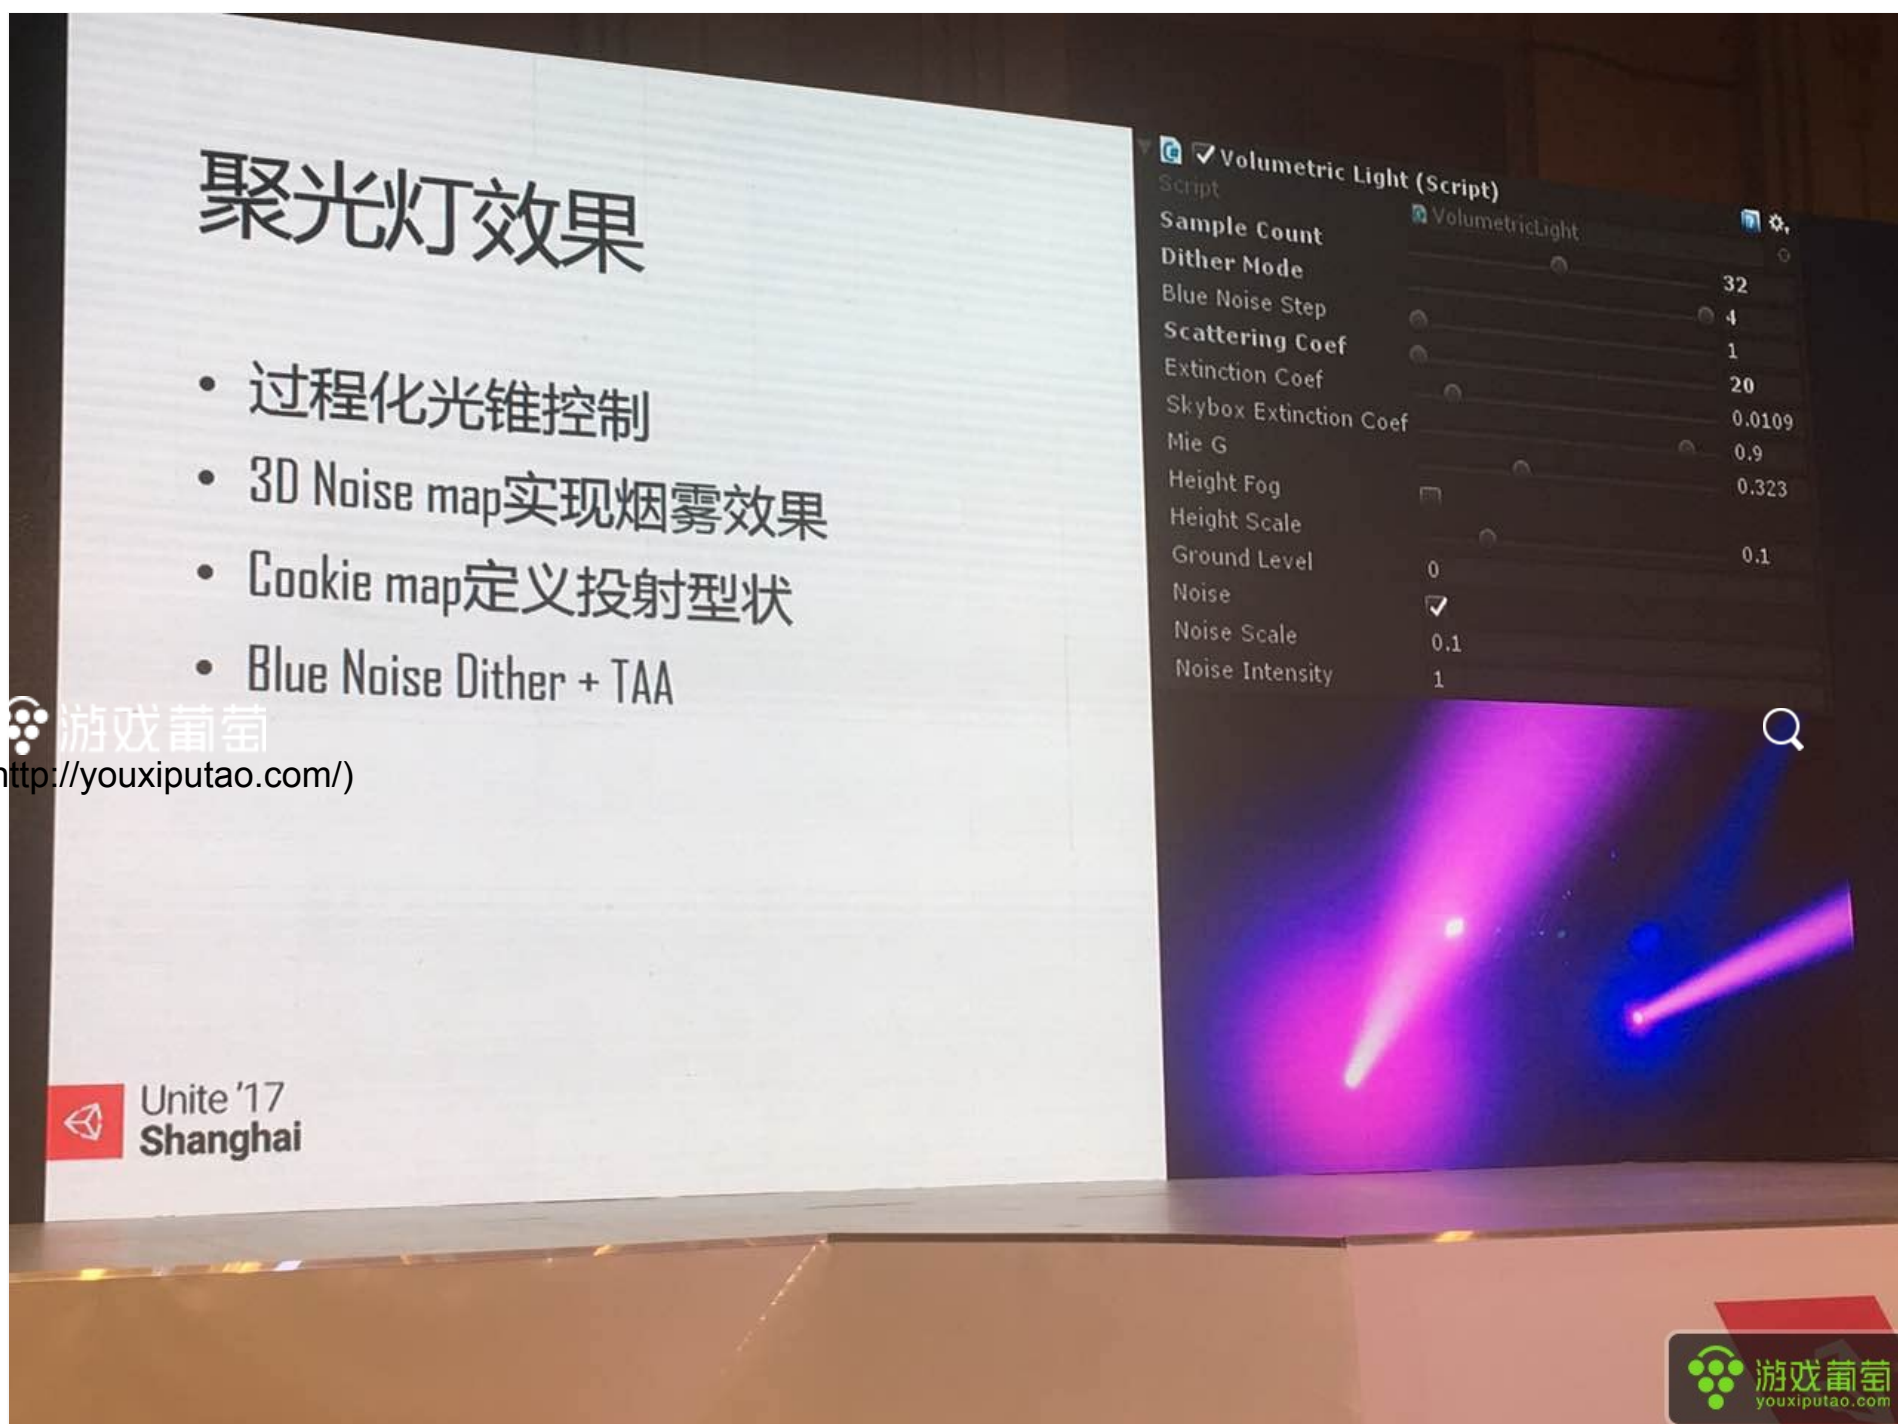 聚光灯效果
• 过程化光锥控制
• 3D Noise map实现烟雾效果
• Cookie map定义投射型状
• Blue Noise Dither + TAA
游戏葡萄
http://youxiputao.com/)
Unite '17
Shanghai
Volumetric Light (Script)
Script VolumetricLight
Sample Count 32
Dither Mode 4
Blue Noise Step 1
Scattering Coef 20
Extinction Coef 0.0109
Skybox Extinction Coef 0.9
Mie G 0.323
Height Fog
Height Scale 0.1
Ground Level 0
Noise
Noise Scale 0.1
Noise Intensity 1
游戏葡萄
youxiputao.com